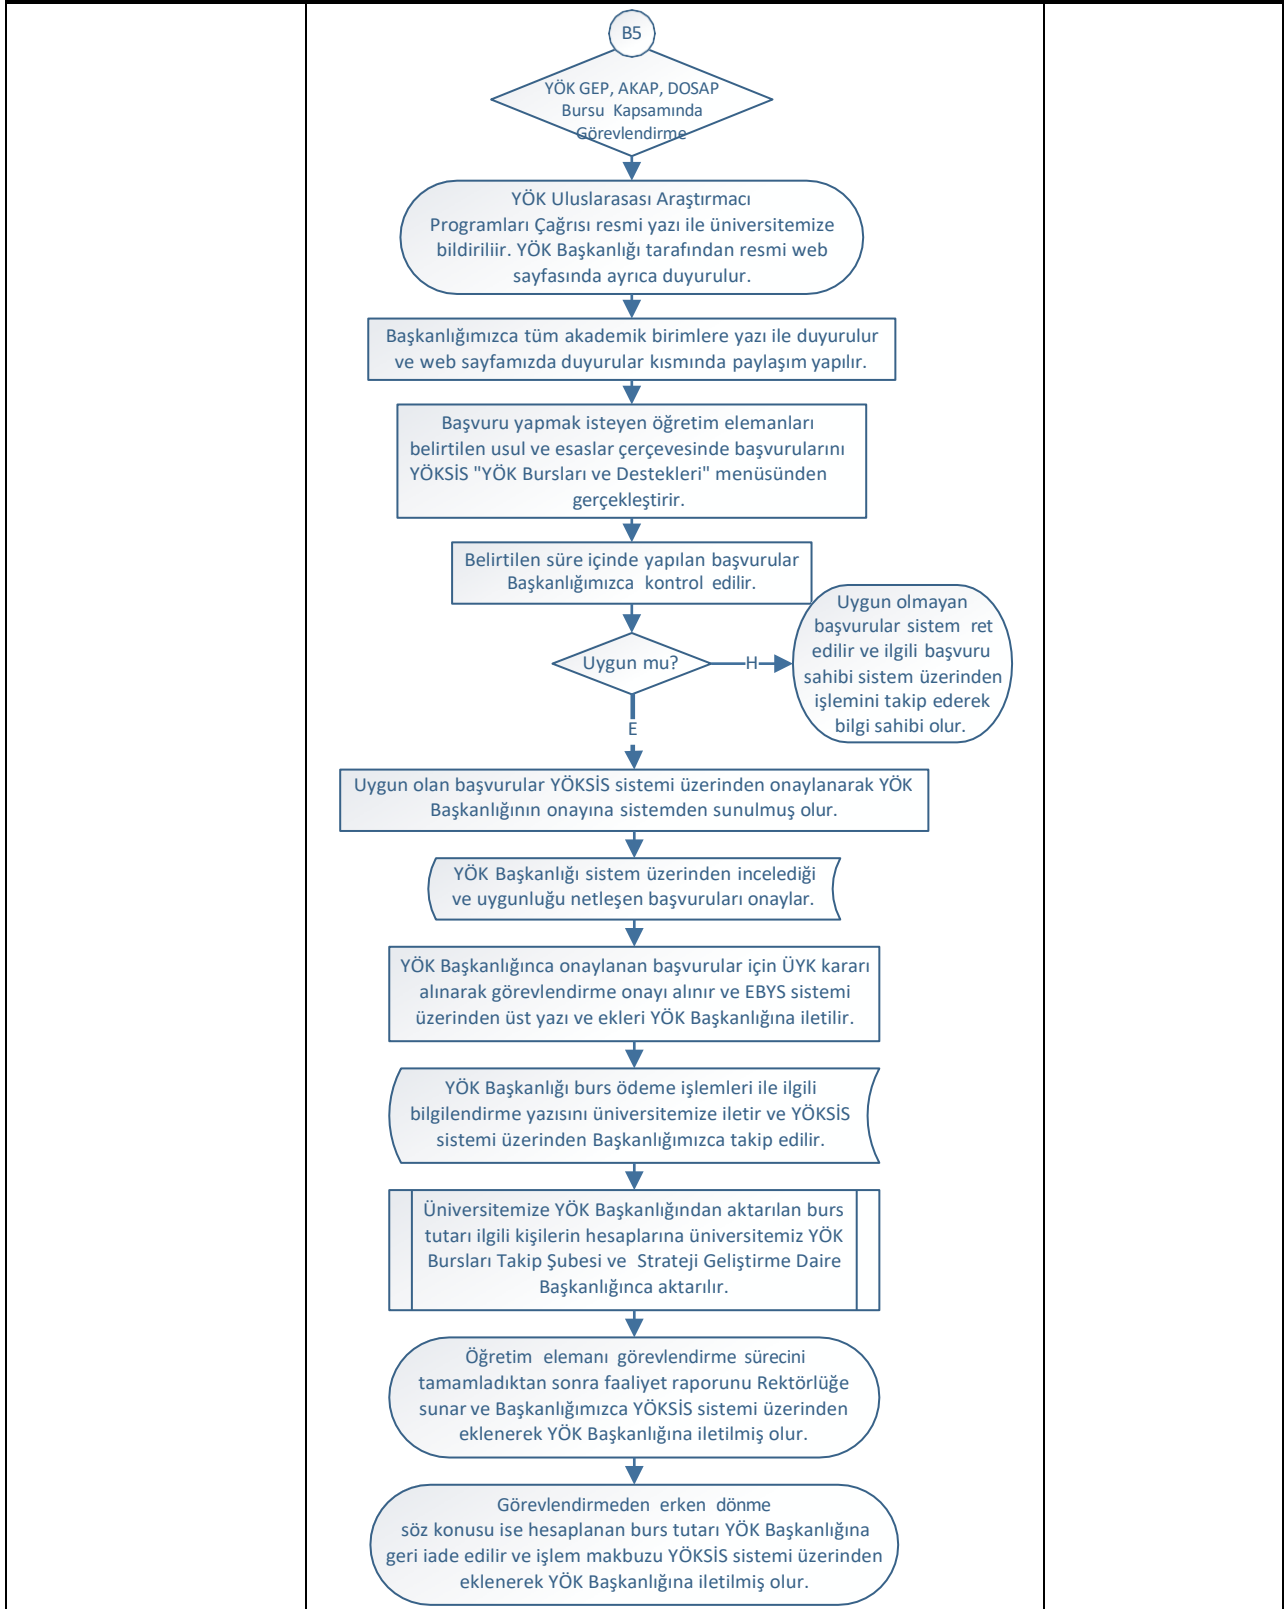 B5
YÖK GEP, AKAP, DOSAP
Bursu Kapsamında
Görevlendirme
YÖK Uluslarasası Araştırmacı
Programları Çağrısı resmi yazı ile üniversitemize
bildiriliir. YÖK Başkanlığı tarafından resmi web
sayfasında ayrıca duyurulur.
Başkanlığımızca tüm akademik birimlere yazı ile duyurulur
ve web sayfamızda duyurular kısmında paylaşım yapılır.
Başvuru yapmak isteyen öğretim elemanları
belirtilen usul ve esaslar çerçevesinde başvurularını
YÖKSİS "YÖK Bursları ve Destekleri" menüsünden
gerçekleştirir.
Belirtilen süre içinde yapılan başvurular
Başkanlığımızca kontrol edilir.
Uygun mu?
H
Uygun olmayan
başvurular sistem ret
edilir ve ilgili başvuru
sahibi sistem üzerinden
işlemini takip ederek
bilgi sahibi olur.
E
Uygun olan başvurular YÖKSİS sistemi üzerinden onaylanarak YÖK
Başkanlığının onayına sistemden sunulmuş olur.
YÖK Başkanlığı sistem üzerinden incelediği
ve uygunluğu netleşen başvuruları onaylar.
YÖK Başkanlığınca onaylanan başvurular için ÜYK kararı
alınarak görevlendirme onayı alınır ve EBYS sistemi
üzerinden üst yazı ve ekleri YÖK Başkanlığına iletilir.
YÖK Başkanlığı burs ödeme işlemleri ile ilgili
bilgilendirme yazısını üniversitemize iletir ve YÖKSİS
sistemi üzerinden Başkanlığımızca takip edilir.
Üniversitemize YÖK Başkanlığından aktarılan burs
tutarı ilgili kişilerin hesaplarına üniversitemiz YÖK
Bursları Takip Şubesi ve Strateji Geliştirme Daire
Başkanlığınca aktarılır.
Öğretim elemanı görevlendirme sürecini
tamamladıktan sonra faaliyet raporunu Rektörlüğe
sunar ve Başkanlığımızca YÖKSİS sistemi üzerinden
eklenerek YÖK Başkanlığına iletilmiş olur.
Görevlendirmeden erken dönme
söz konusu ise hesaplanan burs tutarı YÖK Başkanlığına
geri iade edilir ve işlem makbuzu YÖKSİS sistemi üzerinden
eklenerek YÖK Başkanlığına iletilmiş olur.